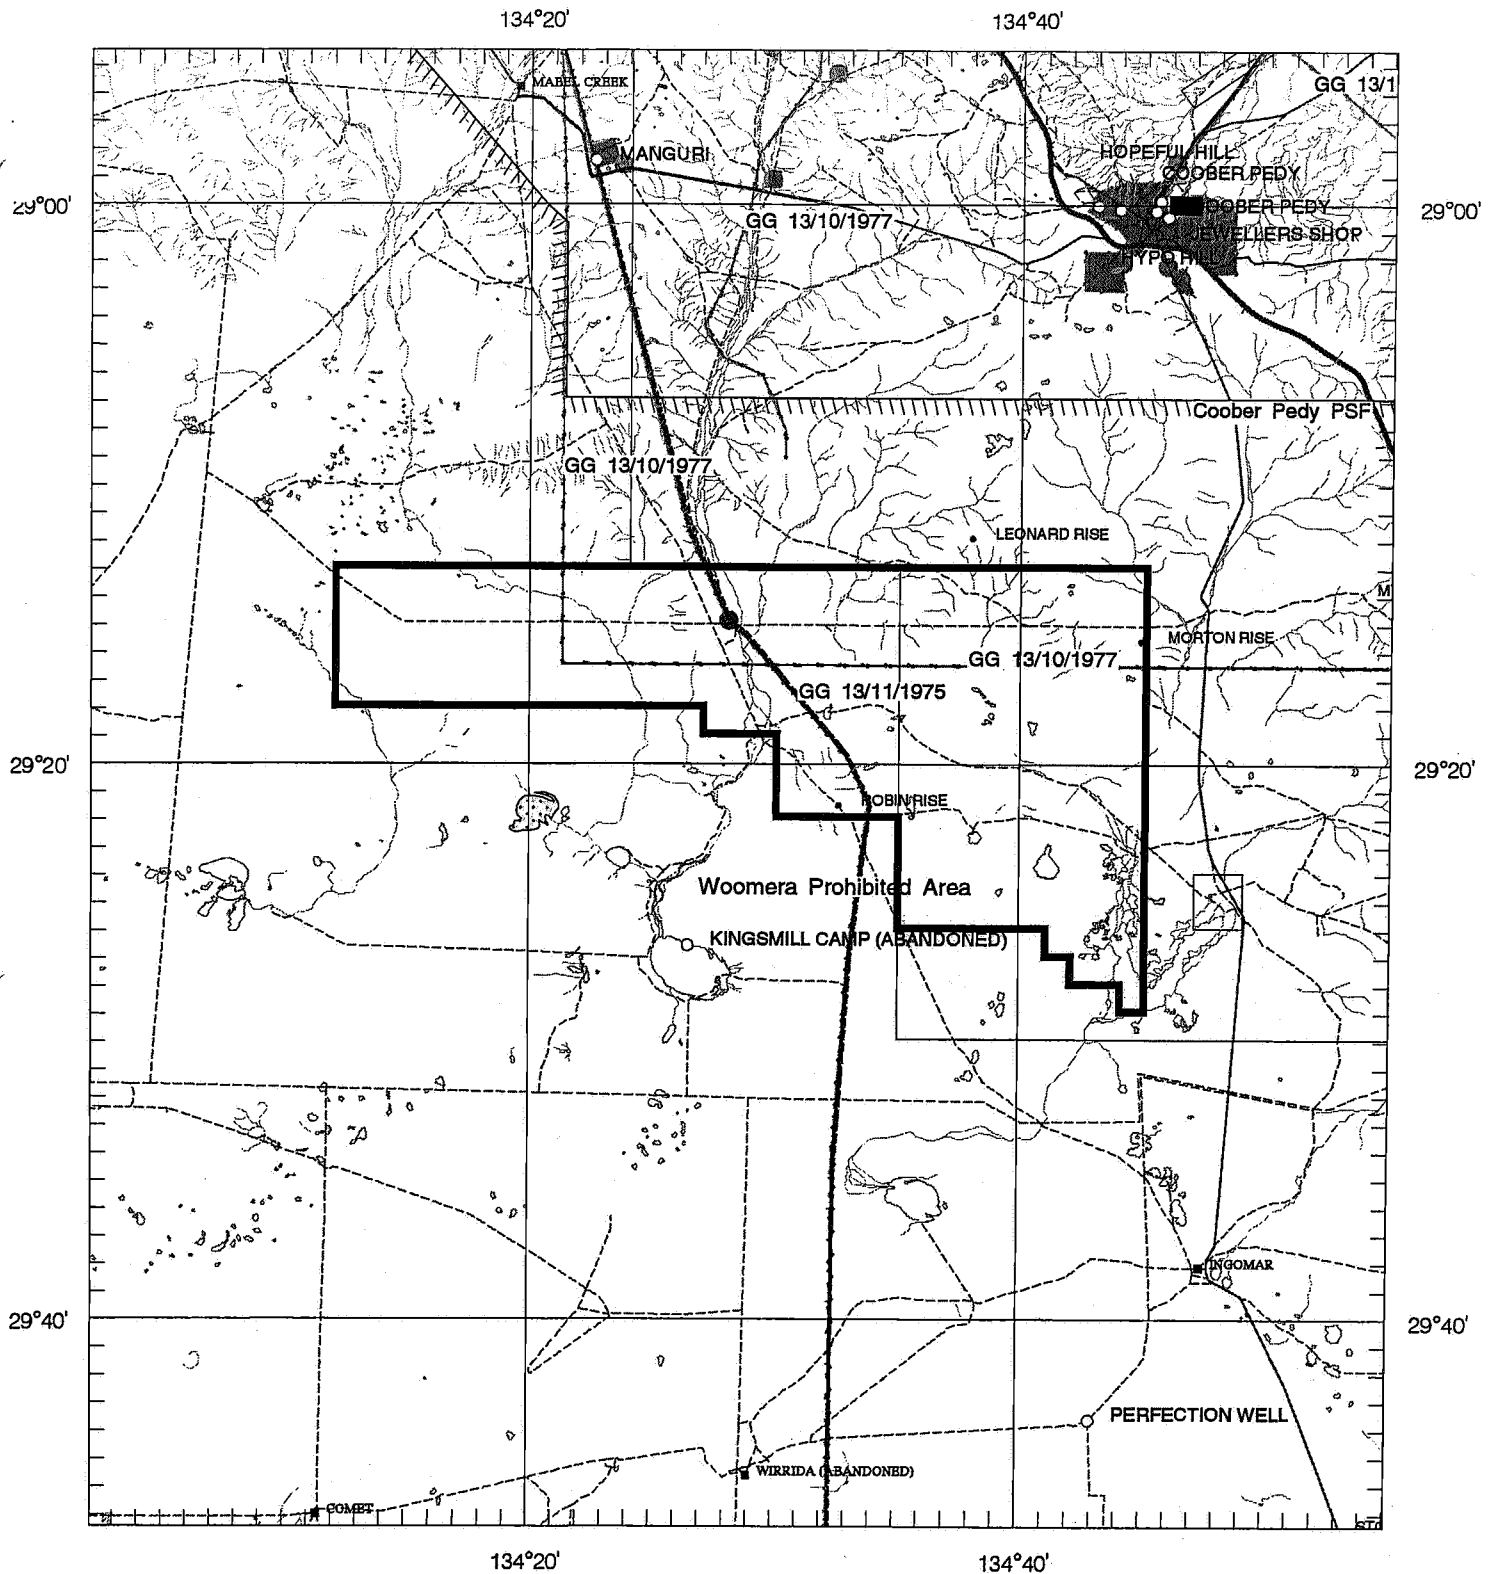 134°20'
134°40'
MABEL CREEK
GG 13/1
MANGURI
HOPEFUL HILL
COOBER PEDY
29°00'
GG 13/10/1977
COOBER PEDY
29°00'
JEWELLERS SHOP
HYPO HILL
Coober Pedy PSF
GG 13/10/1977
LEONARD RISE
M
MORTON RISE
GG 13/10/1977
GG 13/11/1975
29°20'
29°20'
ROBIN RISE
Woomera Prohibited Area
KINGSMILL CAMP (ABANDONED)
INGOMAR
29°40'
29°40'
PERFECTION WELL
WIRRIDA (ABANDONED)
COMET
134°20'
134°40'